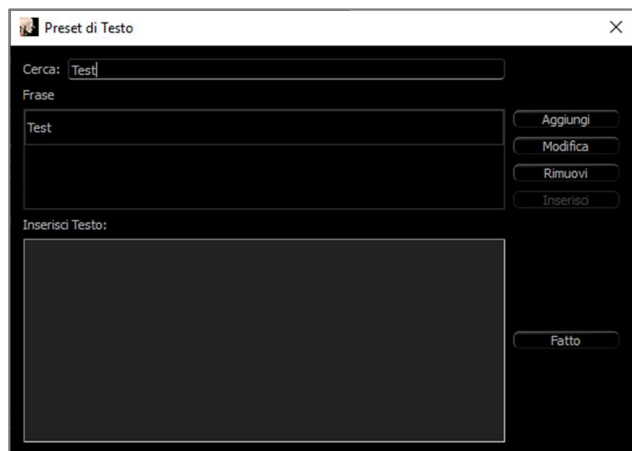 Preset di Testo
Cerca: Test
Frase
Test
Aggiungi
Modifica
Rimuovi
Inserisci
Inserisci Testo:
Fatto